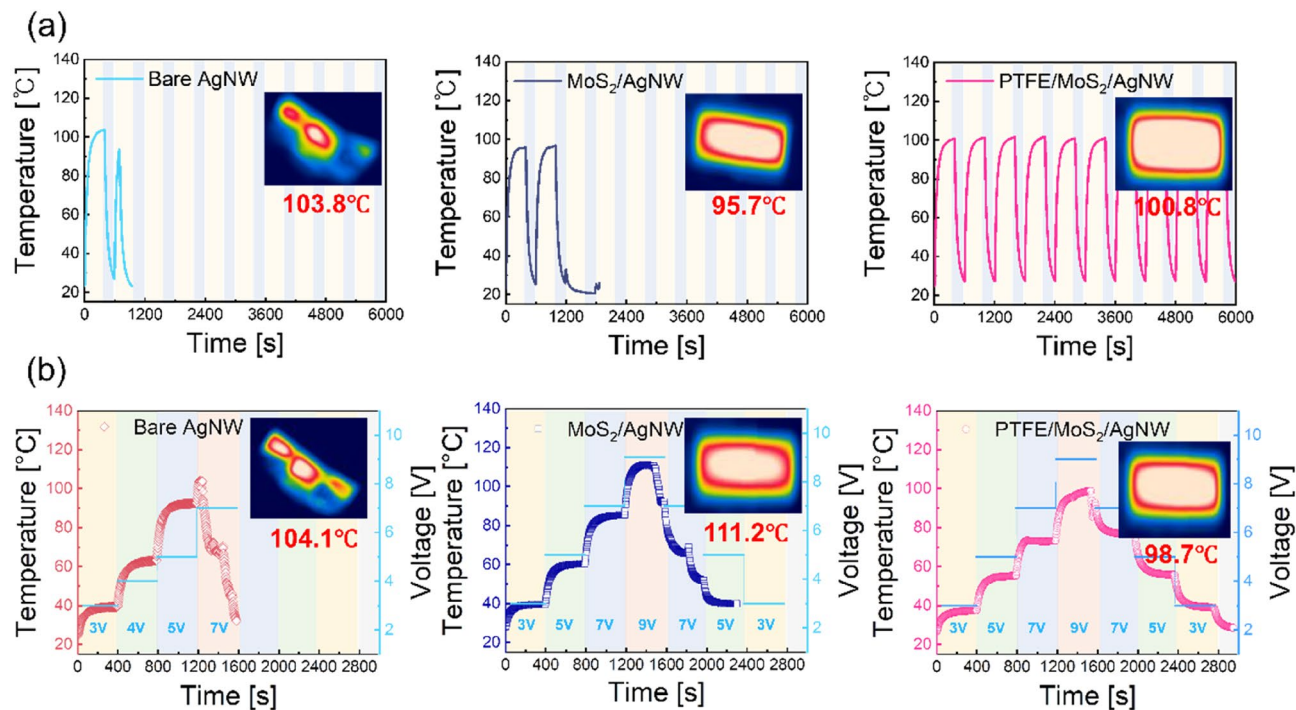 (a)
140
120
100
80
60
40
20
Temperature [℃]
Bare AgNW
103.8℃
0 1200 2400 3600 4800 6000
Time [s]
140
120
100
80
60
40
20
Temperature [℃]
MoS₂/AgNW
95.7℃
0 1200 2400 3600 4800 6000
Time [s]
140
120
100
80
60
40
20
Temperature [℃]
PTFE/MoS₂/AgNW
100.8℃
0 1200 2400 3600 4800 6000
Time [s]
(b)
140
120
100
80
60
40
20
Temperature [°C]
Bare AgNW
104.1℃
3V 4V 5V 7V
10
8
6
4
2
Voltage [V]
0 400 800 1200 1600 2000 2400 2800
Time [s]
140
120
100
80
60
40
20
Temperature [°C]
MoS₂/AgNW
111.2℃
3V 5V 7V 9V 7V 5V 3V
10
8
6
4
2
Voltage [V]
0 400 800 1200 1600 2000 2400 2800
Time [s]
140
120
100
80
60
40
20
Temperature [°C]
PTFE/MoS₂/AgNW
98.7℃
3V 5V 7V 9V 7V 5V 3V
10
8
6
4
2
Voltage [V]
0 400 800 1200 1600 2000 2400 2800
Time [s]